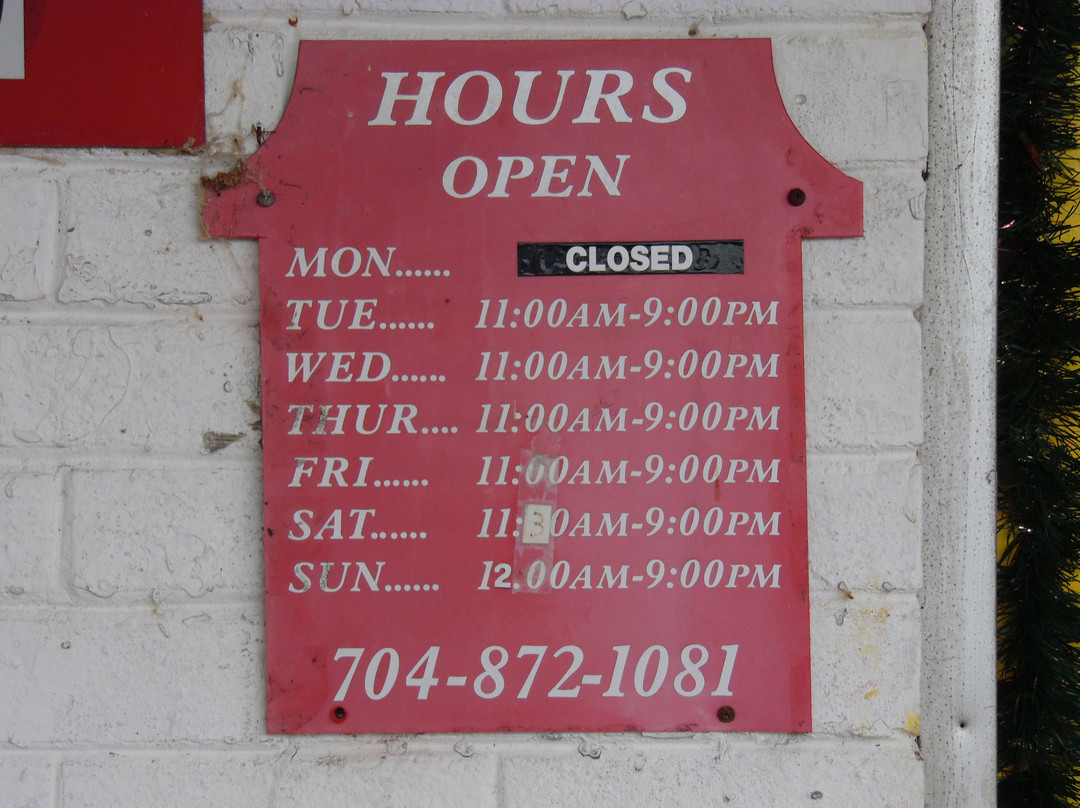 HOURS
OPEN
MON...... CLOSED
TUE...... 11:00AM-9:00PM
WED...... 11:00AM-9:00PM
THUR.... 11:00AM-9:00PM
FRI...... 11:00AM-9:00PM
SAT...... 11:30AM-9:00PM
SUN...... 12:00AM-9:00PM
704-872-1081